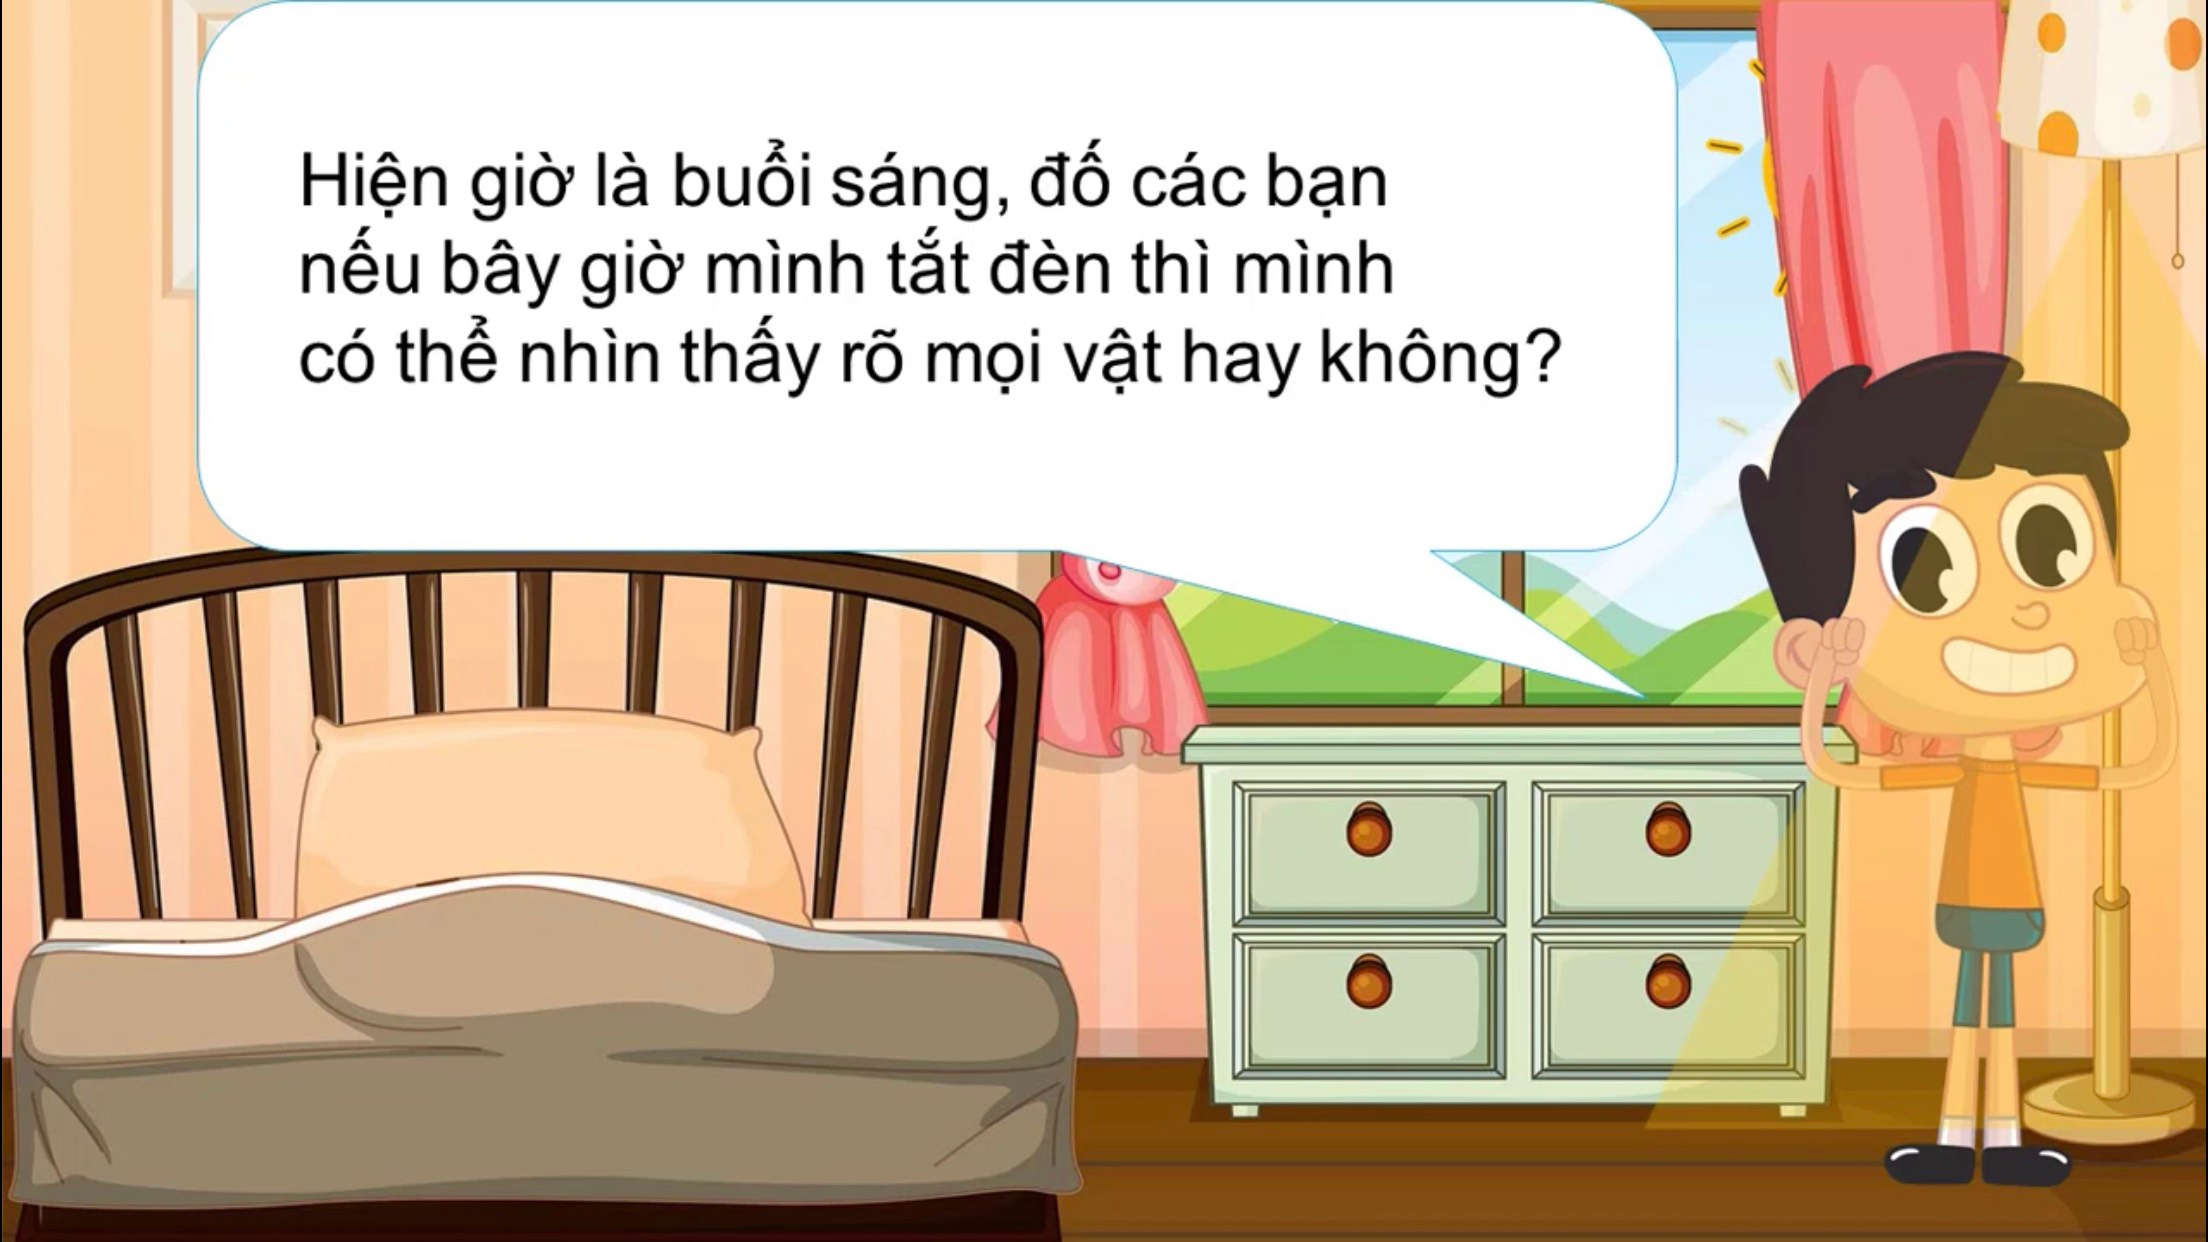 Hiện giờ là buổi sáng, đố các bạn
nếu bây giờ mình tắt đèn thì mình
có thể nhìn thấy rõ mọi vật hay không?